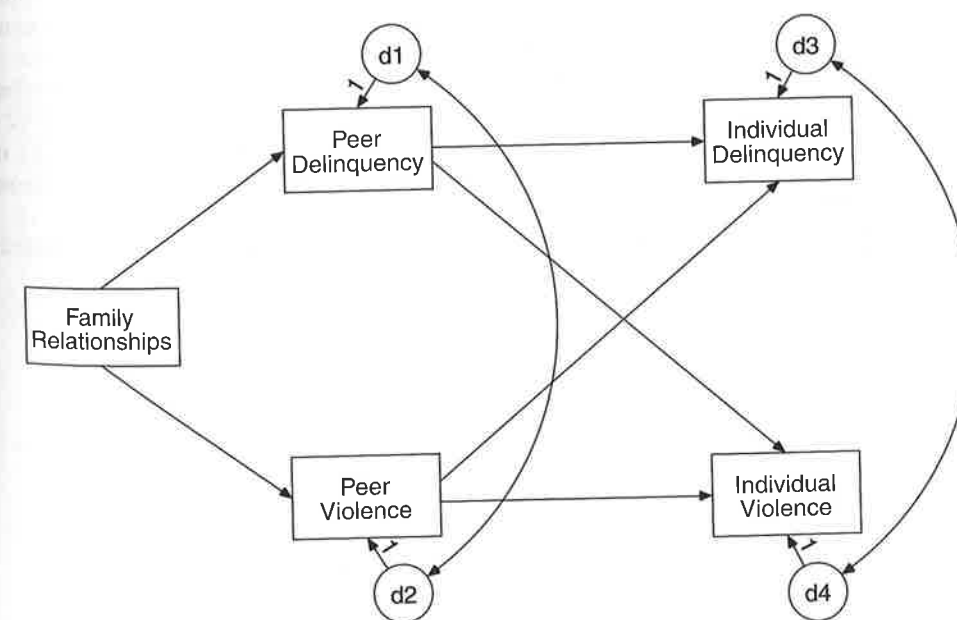 d1
d3
1
1
Peer
Delinquency
Individual
Delinquency
Family
Relationships
Peer
Violence
Individual
Violence
1
1
d2
d4